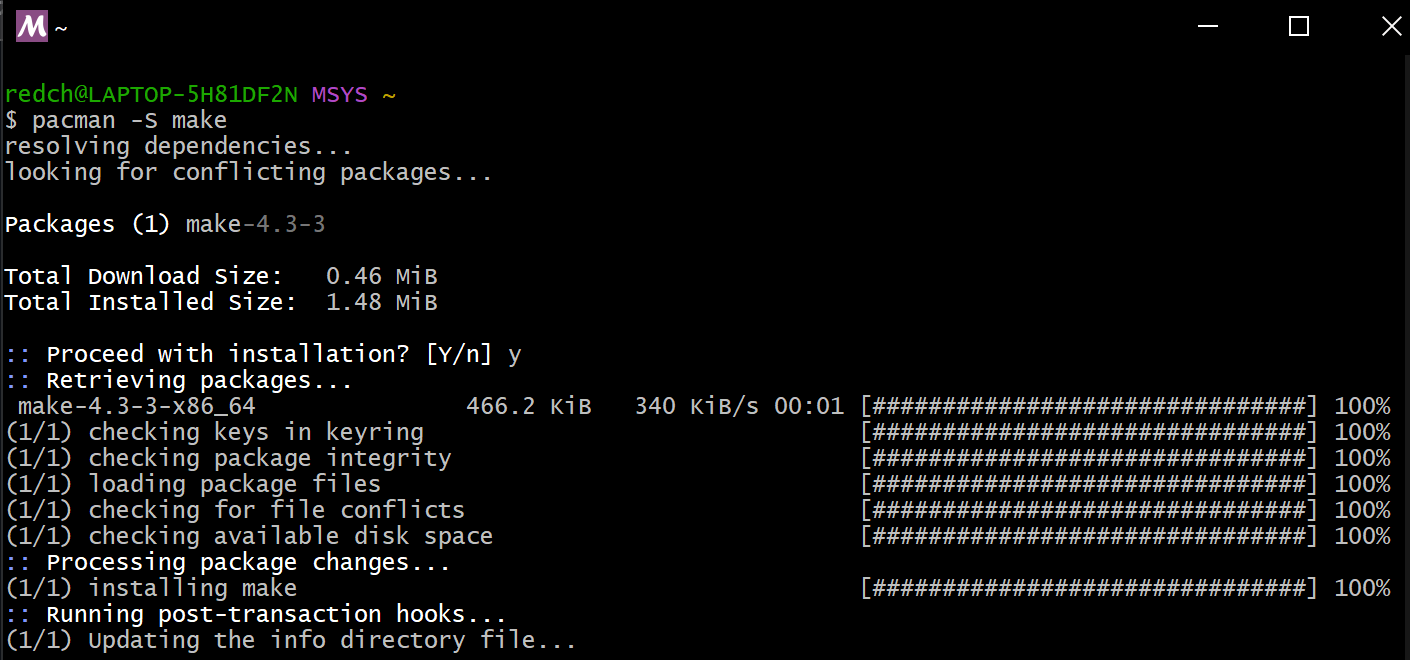 M ~
redch@LAPTOP-5H81DF2N MSYS ~
$ pacman -S make
resolving dependencies...
looking for conflicting packages...
Packages (1) make-4.3-3
Total Download Size:   0.46 MiB
Total Installed Size:  1.48 MiB
:: Proceed with installation? [Y/n] y
:: Retrieving packages...
 make-4.3-3-x86_64               466.2 KiB   340 KiB/s 00:01 [###############################] 100%
(1/1) checking keys in keyring                               [###############################] 100%
(1/1) checking package integrity                             [###############################] 100%
(1/1) loading package files                                  [###############################] 100%
(1/1) checking for file conflicts                            [###############################] 100%
(1/1) checking available disk space                          [###############################] 100%
:: Processing package changes...
(1/1) installing make                                        [###############################] 100%
:: Running post-transaction hooks...
(1/1) Updating the info directory file...